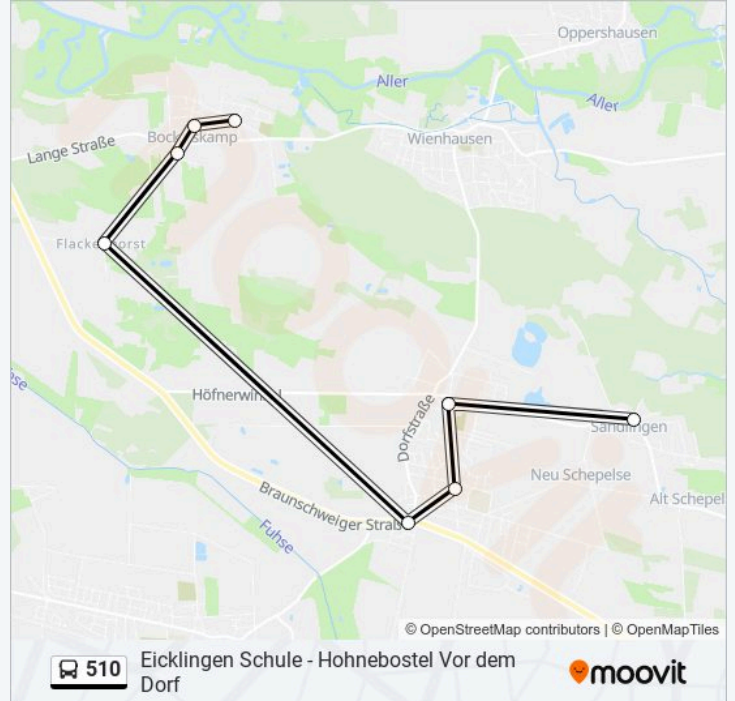 Oppershausen
Aller
Aller
Wienhausen
Lange Straße
Höfnerwin
Dorfstraße
Sandlingen
Neu Schepelse
Alt Schepel
Braunschweiger Straß
Fuhse
© OpenStreetMap contributors | © OpenMapTiles
510
Eicklingen Schule - Hohnebostel Vor dem
Dorf
moovit